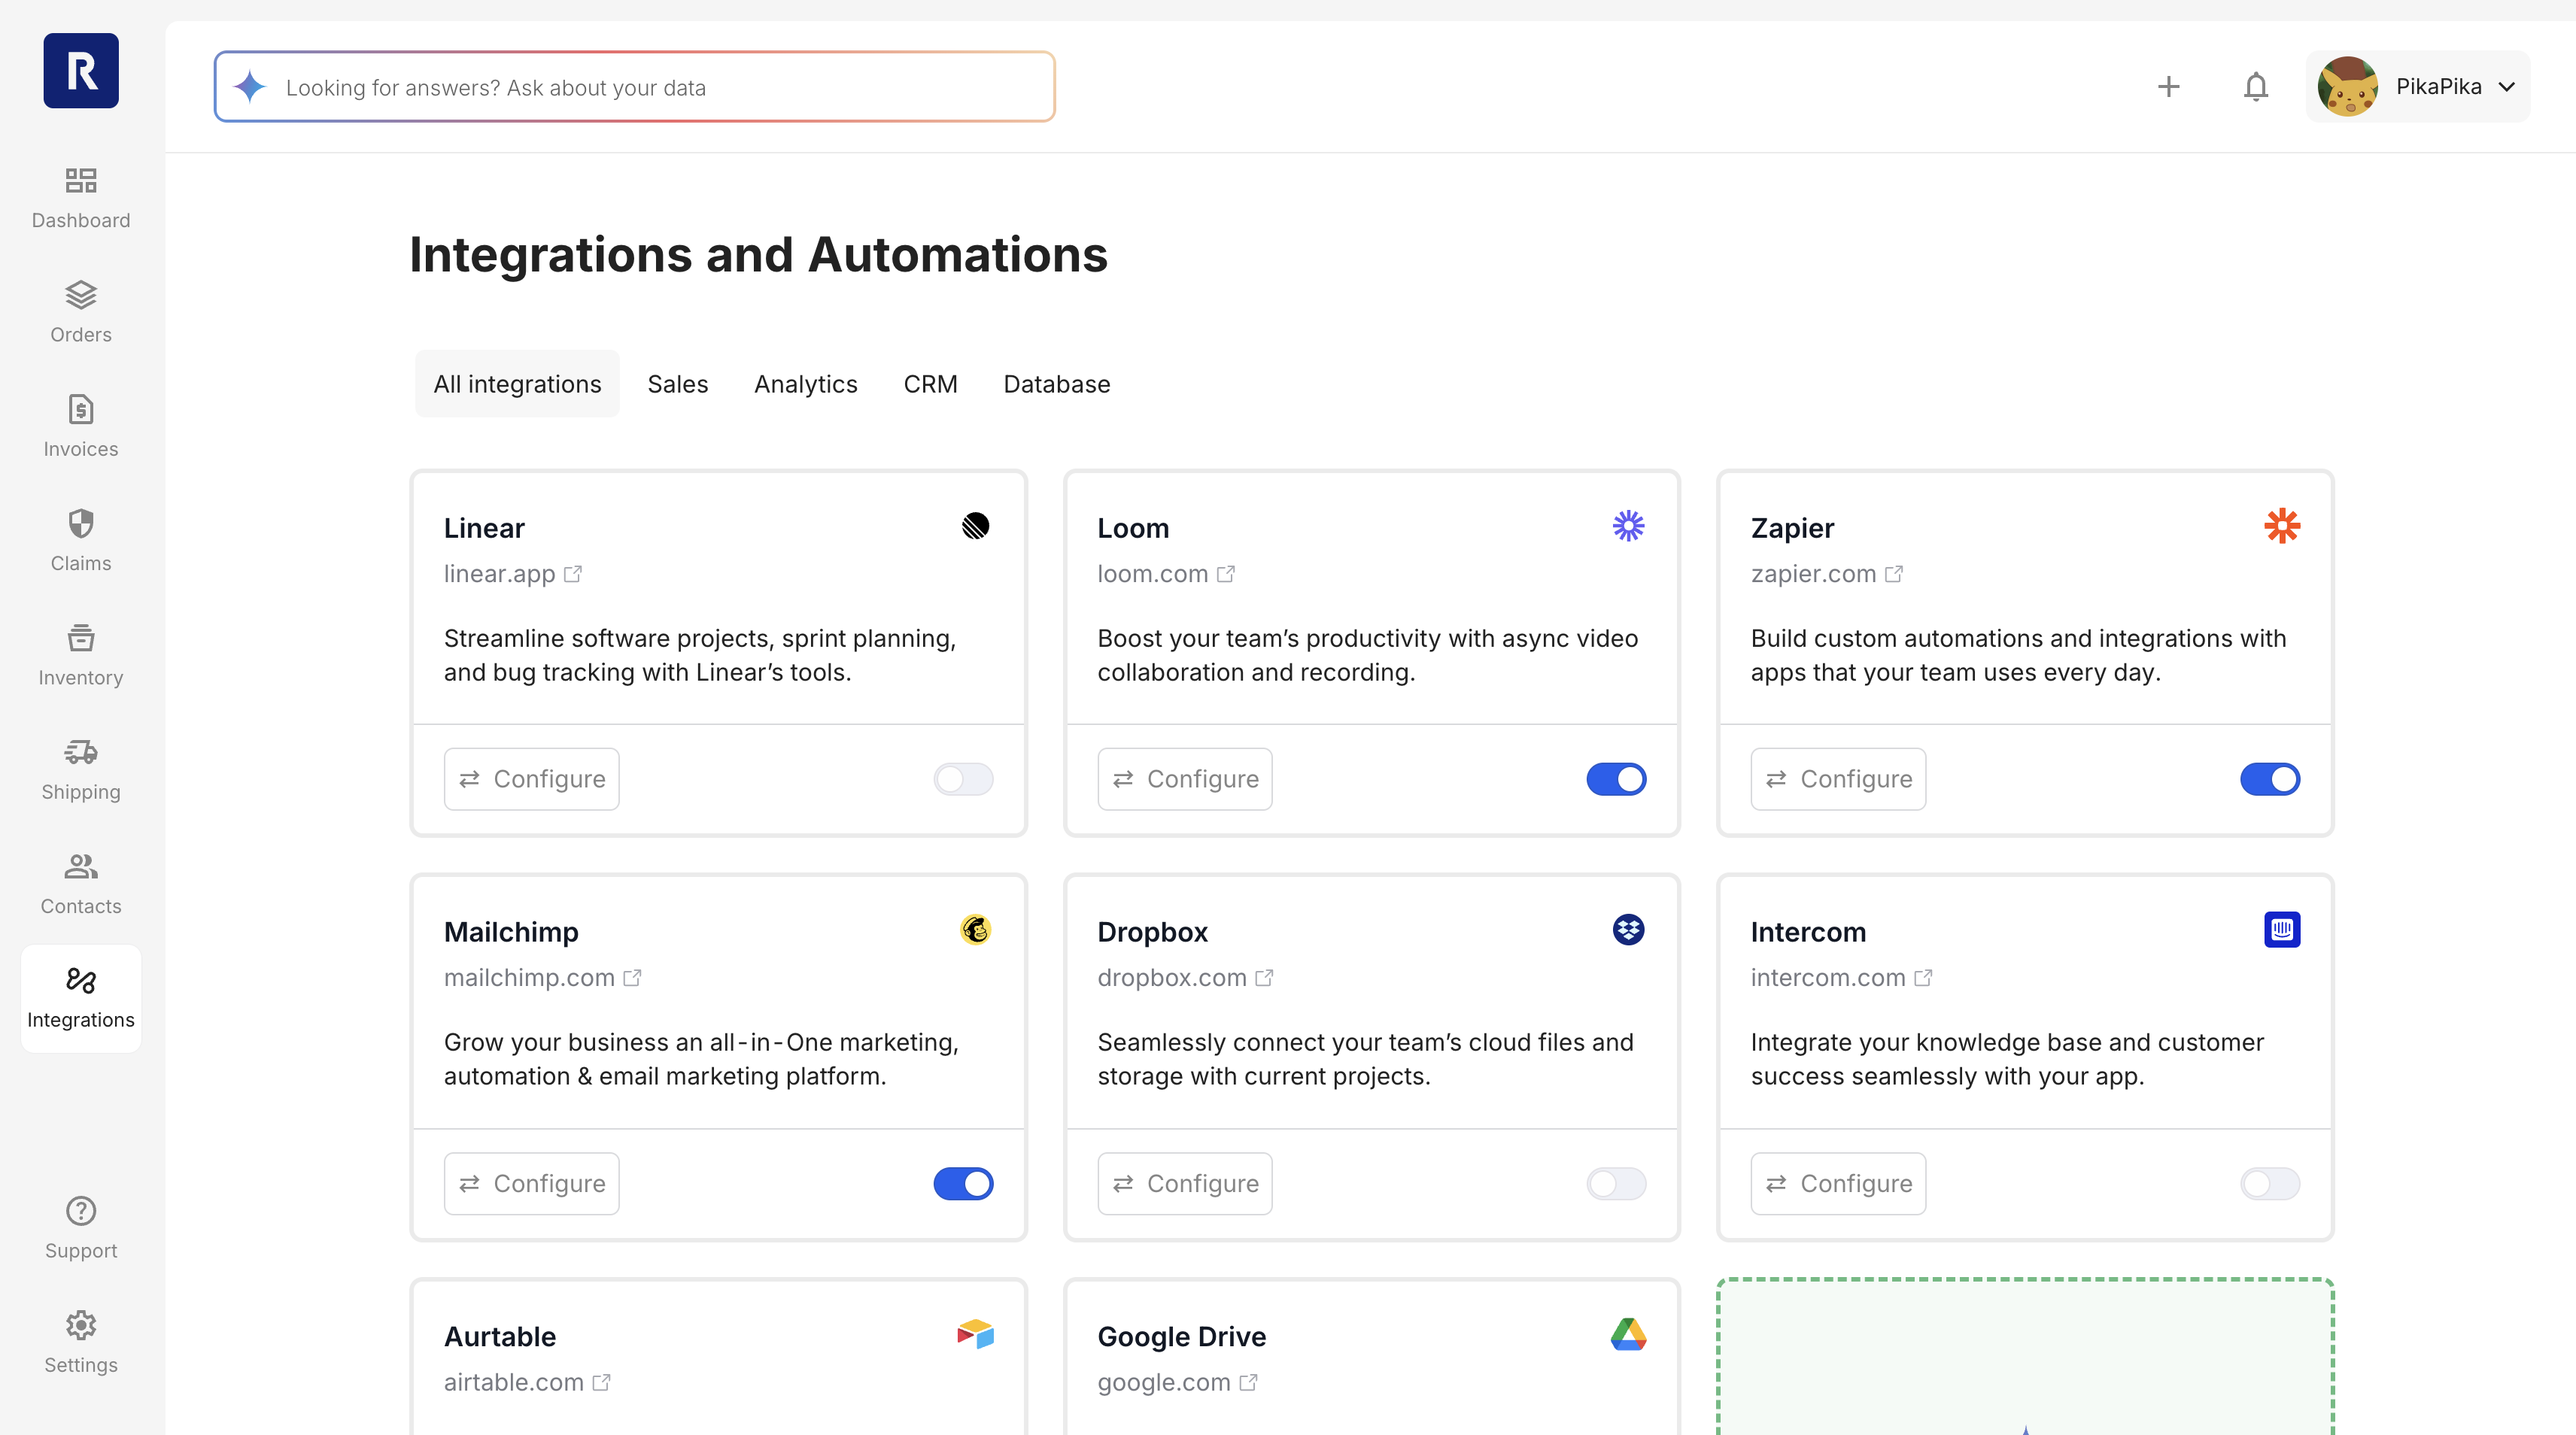 R
Looking for answers? Ask about your data
PikaPika
Dashboard
Orders
Invoices
Claims
Inventory
Shipping
Contacts
Integrations
Support
Settings
Integrations and Automations
All integrations
Sales
Analytics
CRM
Database
Linear
linear.app
Streamline software projects, sprint planning,
and bug tracking with Linear’s tools.
Configure
Loom
loom.com
Boost your team’s productivity with async video
collaboration and recording.
Configure
Zapier
zapier.com
Build custom automations and integrations with
apps that your team uses every day.
Configure
Mailchimp
mailchimp.com
Grow your business an all-in-One marketing,
automation & email marketing platform.
Configure
Dropbox
dropbox.com
Seamlessly connect your team’s cloud files and
storage with current projects.
Configure
Intercom
intercom.com
Integrate your knowledge base and customer
success seamlessly with your app.
Configure
Aurtable
airtable.com
Google Drive
google.com